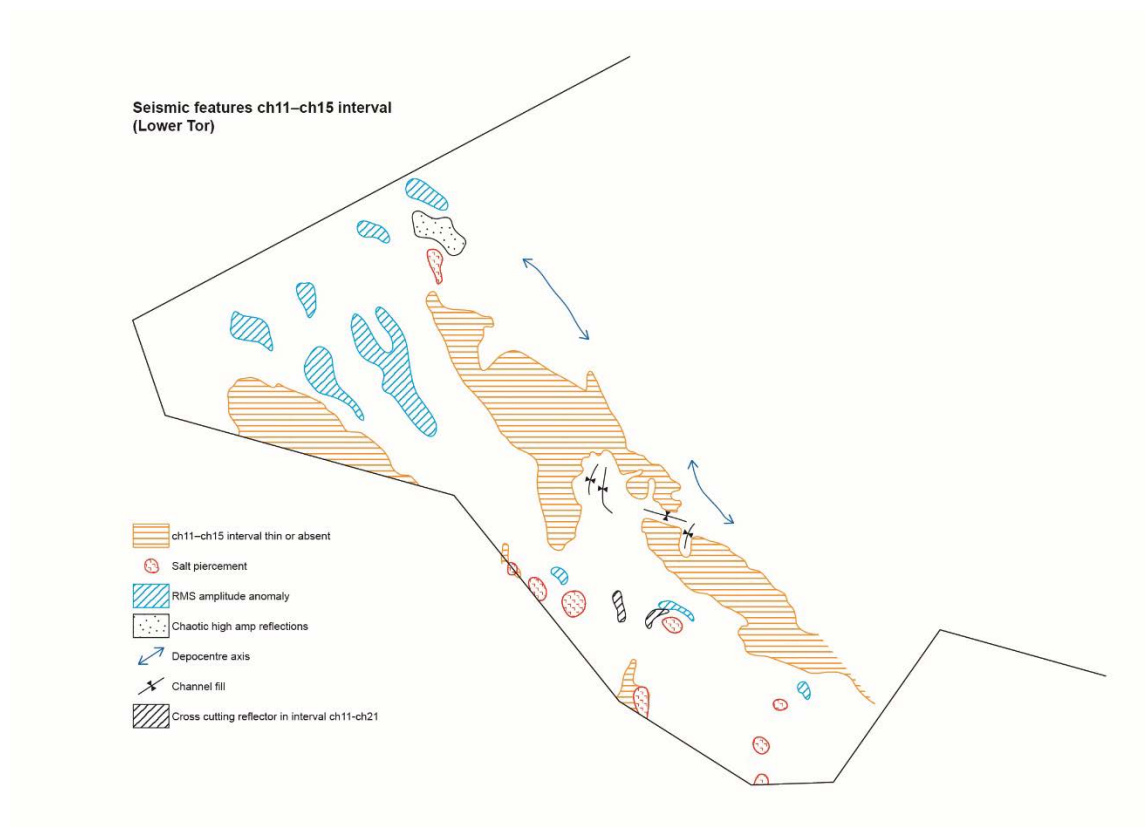 Seismic features ch11–ch15 interval
(Lower Tor)
ch11–ch15 interval thin or absent
Salt piercement
RMS amplitude anomaly
Chaotic high amp reflections
Depocentre axis
Channel fill
Cross cutting reflector in interval ch11-ch21